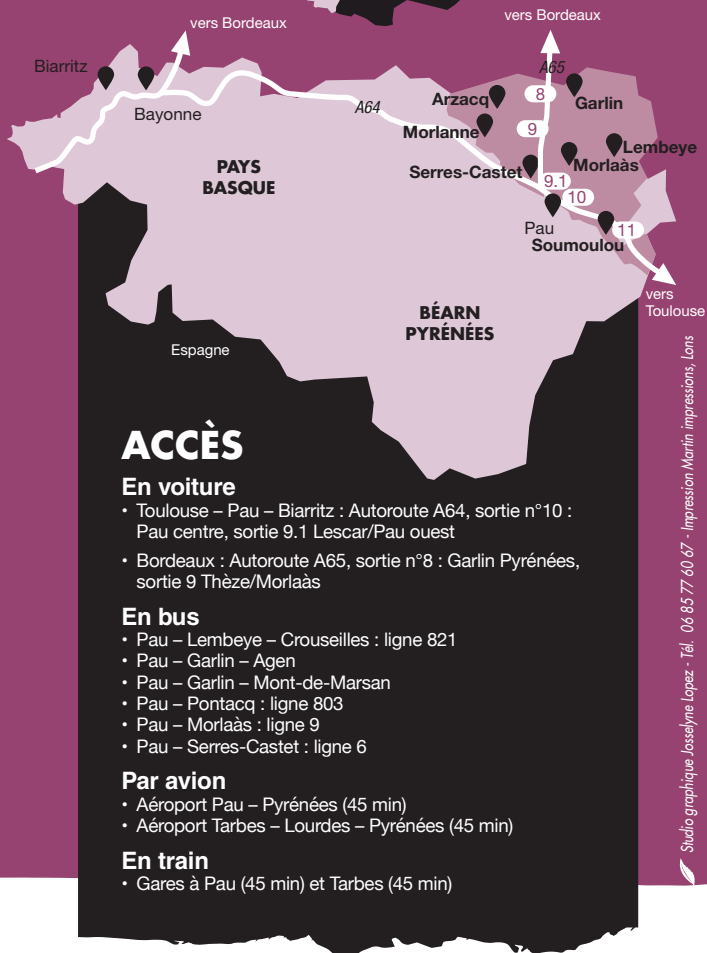 vers Bordeaux
vers Bordeaux
Biarritz
Bayonne
A64
A65
Arzacq
8
Garlin
Morlanne
9
Lembeye
Serres-Castet
Morlaàs
9.1
10
Pau
11
Soumoulou
PAYS
BASQUE
BÉARN
PYRÉNÉES
vers
Toulouse
Espagne
ACCÈS
En voiture
• Toulouse – Pau – Biarritz : Autoroute A64, sortie n°10 :
Pau centre, sortie 9.1 Lescar/Pau ouest
• Bordeaux : Autoroute A65, sortie n°8 : Garlin Pyrénées,
sortie 9 Thèze/Morlaàs
En bus
• Pau – Lembeye – Crouseilles : ligne 821
• Pau – Garlin – Agen
• Pau – Garlin – Mont-de-Marsan
• Pau – Pontacq : ligne 803
• Pau – Morlaàs : ligne 9
• Pau – Serres-Castet : ligne 6
Par avion
• Aéroport Pau – Pyrénées (45 min)
• Aéroport Tarbes – Lourdes – Pyrénées (45 min)
En train
• Gares à Pau (45 min) et Tarbes (45 min)
Studio graphique Josselyne Lopez - Tél. 06 85 77 60 67 - Impression Martin impressions, Lons